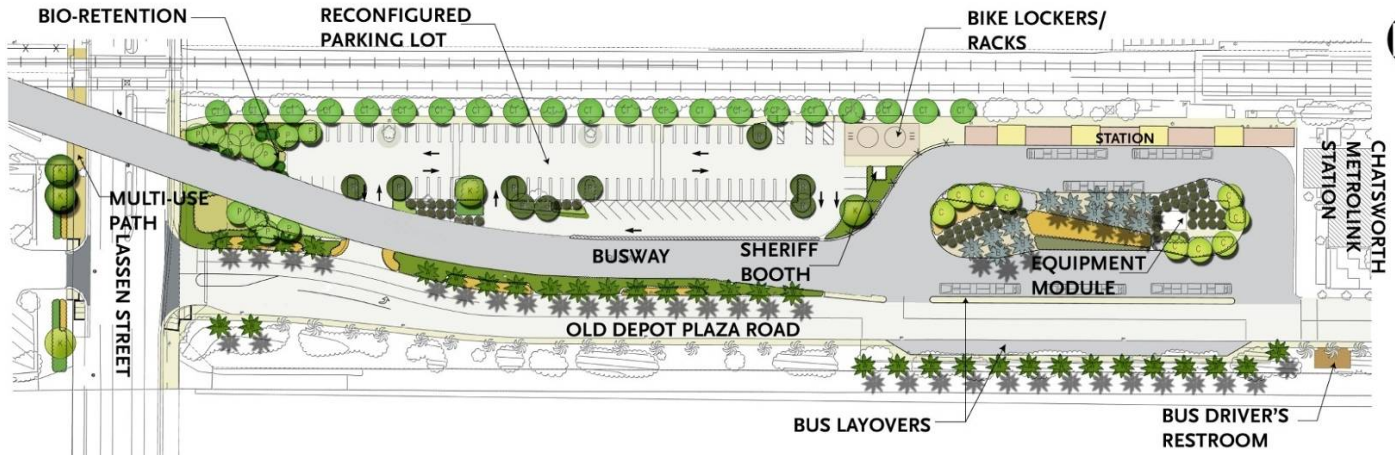 BIO-RETENTION
RECONFIGURED
PARKING LOT
BIKE LOCKERS/
RACKS
STATION
CHATSWORTH
METROLINK
STATION
MULTI-USE
PATH
LASSEN STREET
BUSWAY
SHERIFF
BOOTH
EQUIPMENT
MODULE
OLD DEPOT PLAZA ROAD
BUS LAYOVERS
BUS DRIVER'S
RESTROOM